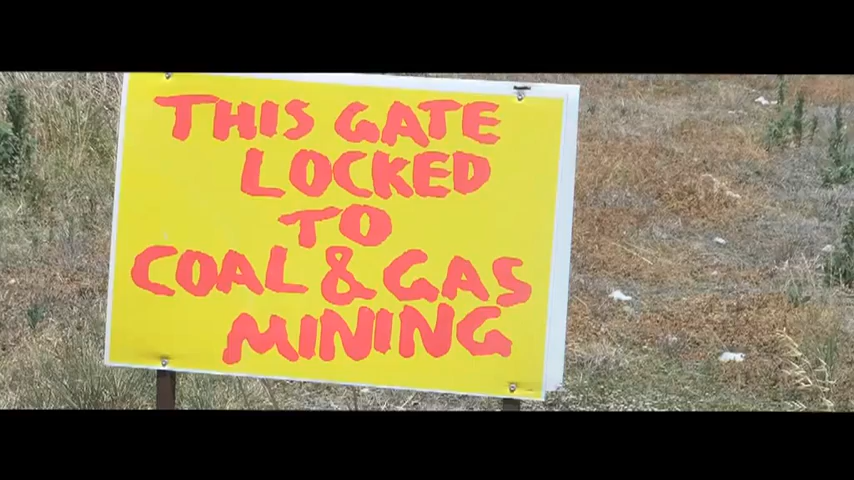 THIS GATE
LOCKED
TO
COAL & GAS
MINING